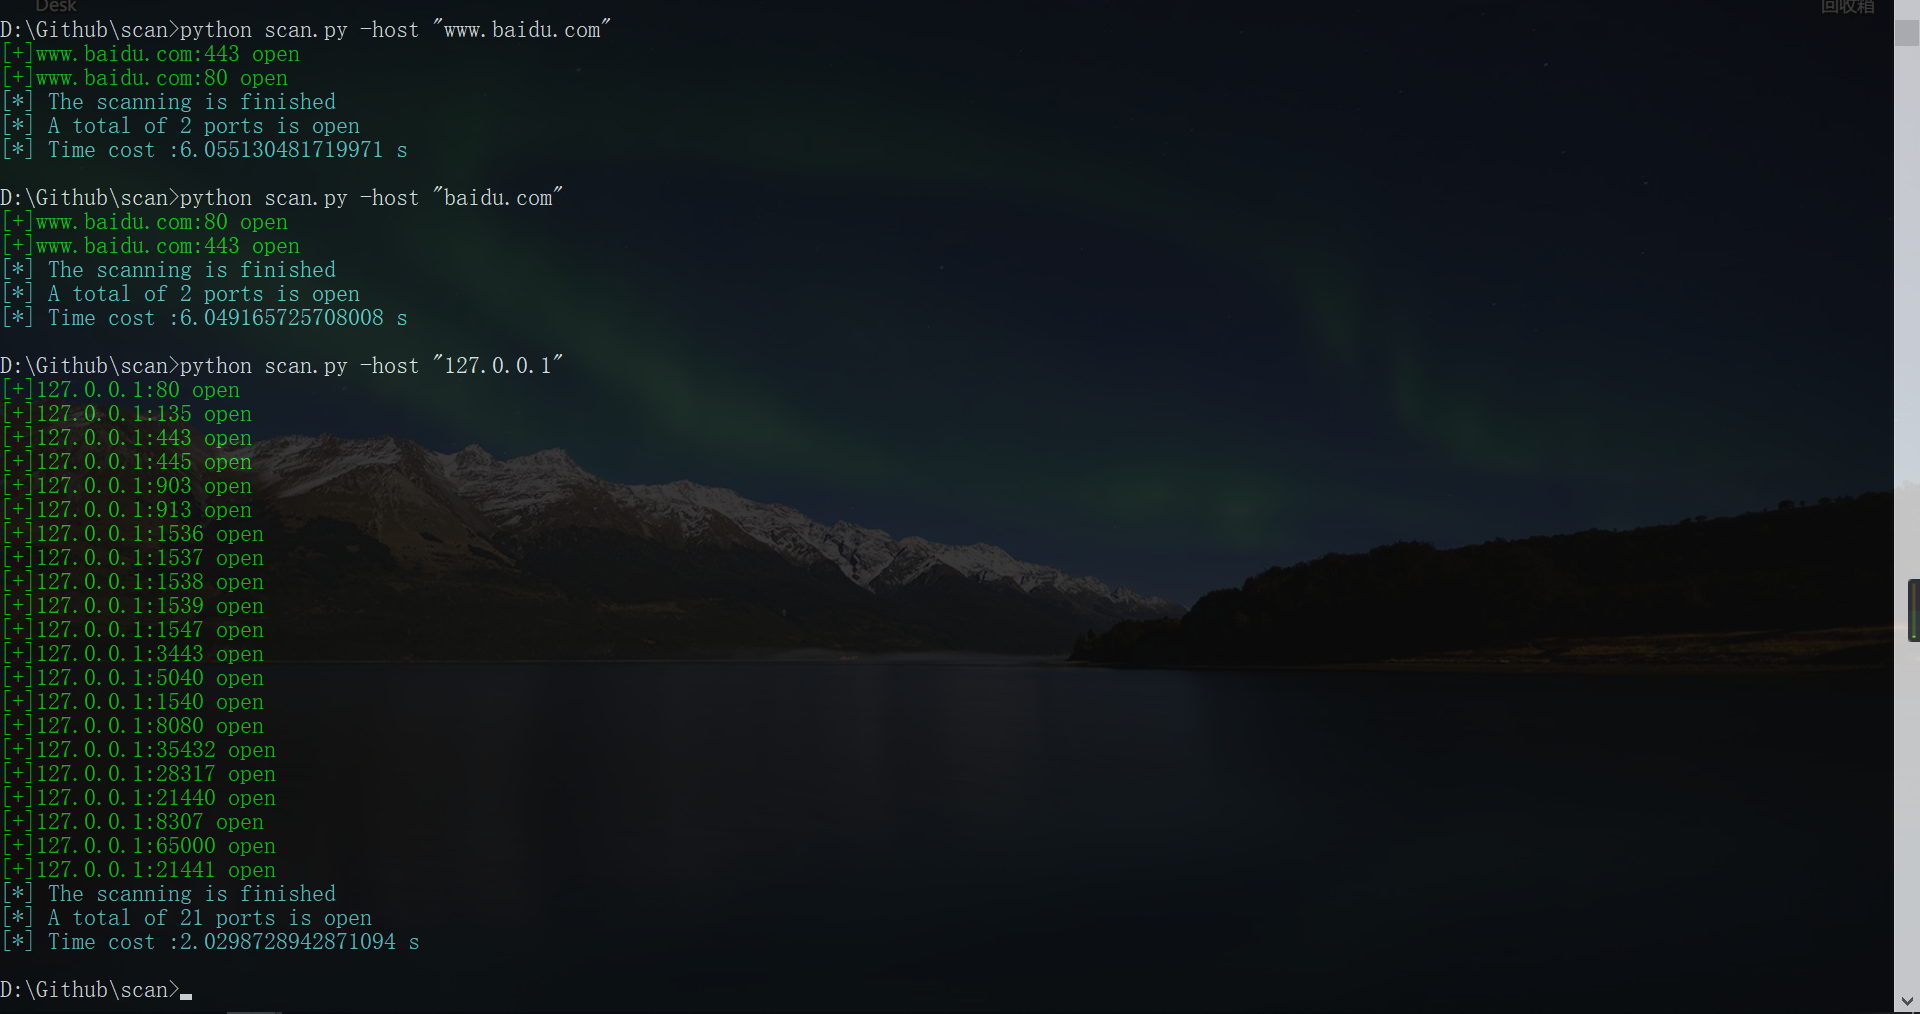 Desk
回收箱
D:\Github\scan>python scan.py -host "www.baidu.com"
[+]www.baidu.com:443 open
[+]www.baidu.com:80 open
[*] The scanning is finished
[*] A total of 2 ports is open
[*] Time cost :6.055130481719971 s
D:\Github\scan>python scan.py -host "baidu.com"
[+]www.baidu.com:80 open
[+]www.baidu.com:443 open
[*] The scanning is finished
[*] A total of 2 ports is open
[*] Time cost :6.049165725708008 s
D:\Github\scan>python scan.py -host "127.0.0.1"
[+]127.0.0.1:80 open
[+]127.0.0.1:135 open
[+]127.0.0.1:443 open
[+]127.0.0.1:445 open
[+]127.0.0.1:903 open
[+]127.0.0.1:913 open
[+]127.0.0.1:1536 open
[+]127.0.0.1:1537 open
[+]127.0.0.1:1538 open
[+]127.0.0.1:1539 open
[+]127.0.0.1:1547 open
[+]127.0.0.1:3443 open
[+]127.0.0.1:5040 open
[+]127.0.0.1:1540 open
[+]127.0.0.1:8080 open
[+]127.0.0.1:35432 open
[+]127.0.0.1:28317 open
[+]127.0.0.1:21440 open
[+]127.0.0.1:8307 open
[+]127.0.0.1:65000 open
[+]127.0.0.1:21441 open
[*] The scanning is finished
[*] A total of 21 ports is open
[*] Time cost :2.0298728942871094 s
D:\Github\scan>